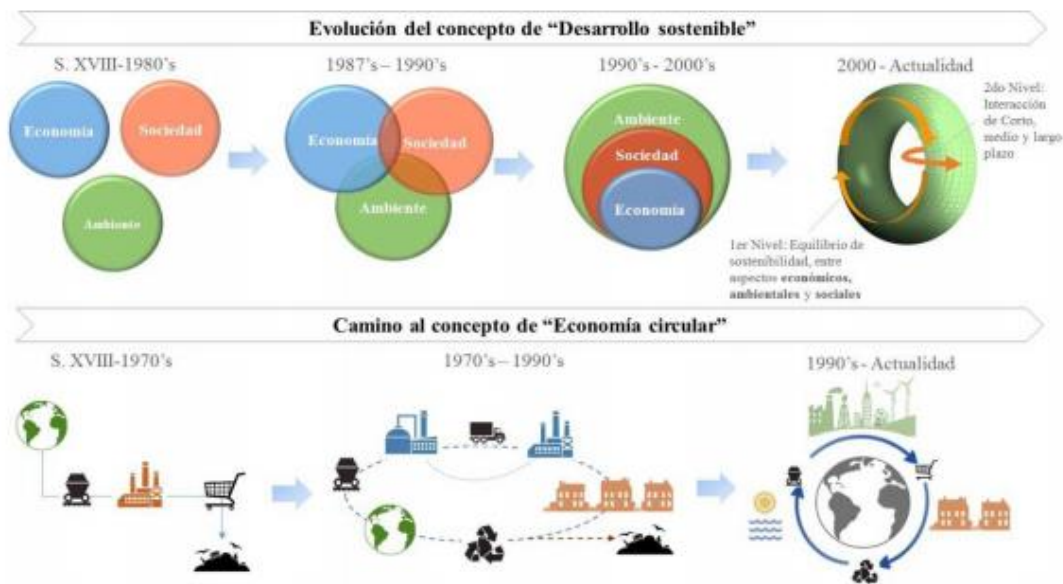 Evolución del concepto de “Desarrollo sostenible”
S. XVIII-1980’s
1987’s – 1990’s
1990’s - 2000’s
2000 - Actualidad
Economía
Sociedad
Ambiente
Economía
Sociedad
Ambiente
Ambiente
Sociedad
Economía
2do Nivel:
Interacción
de Corto,
medio y largo
plazo
1er Nivel: Equilibrio de
sostenibilidad, entre
aspectos económicos,
ambientales y sociales
Camino al concepto de “Economía circular”
S. XVIII-1970’s
1970’s – 1990’s
1990’s - Actualidad